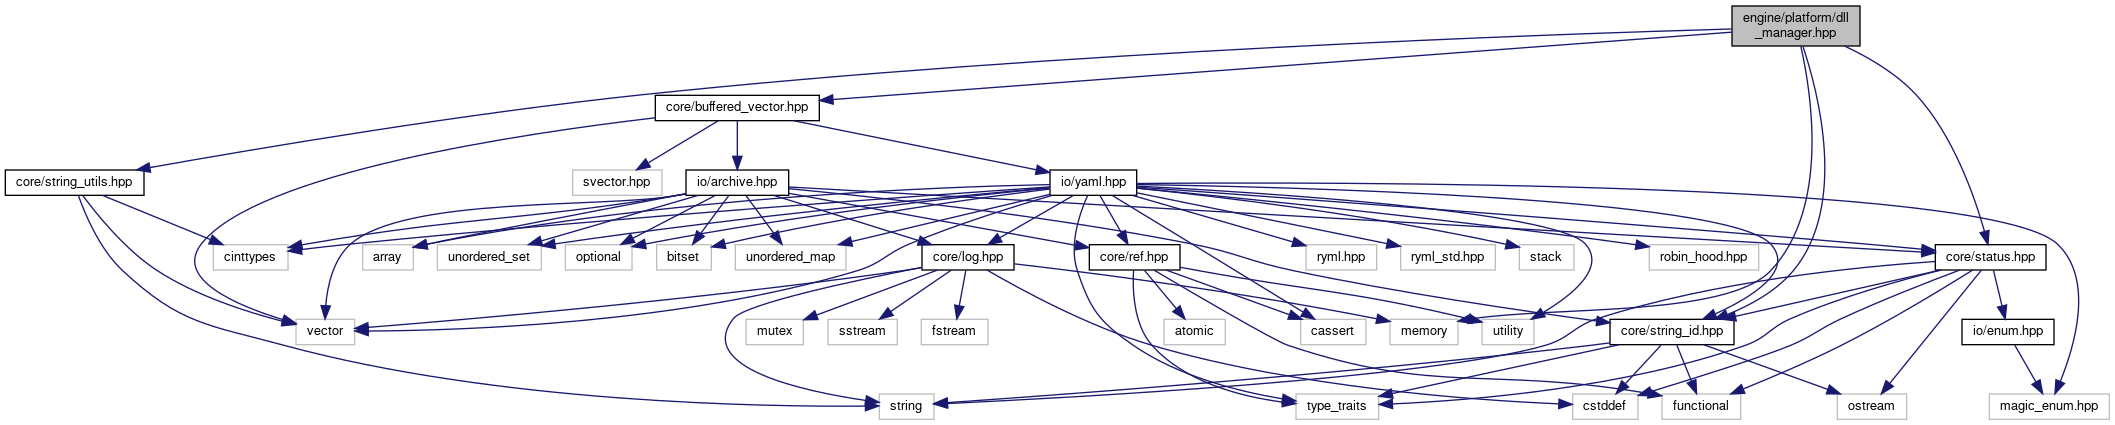 engine/platform/dll
_manager.hpp
core/buffered_vector.hpp
core/string_utils.hpp
svector.hpp
io/archive.hpp
io/yaml.hpp
cinttypes
array
unordered_set
optional
bitset
unordered_map
core/log.hpp
core/ref.hpp
ryml.hpp
ryml_std.hpp
stack
robin_hood.hpp
core/status.hpp
vector
mutex
sstream
fstream
atomic
cassert
memory
utility
core/string_id.hpp
io/enum.hpp
string
type_traits
cstddef
functional
ostream
magic_enum.hpp